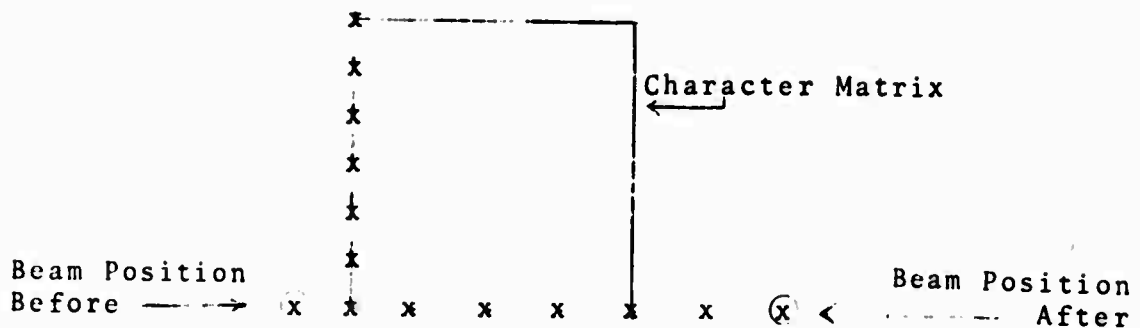 x
x
Character Matrix
x
x
x
Beam Position
x
Beam Position
Before x x x x x x x x After